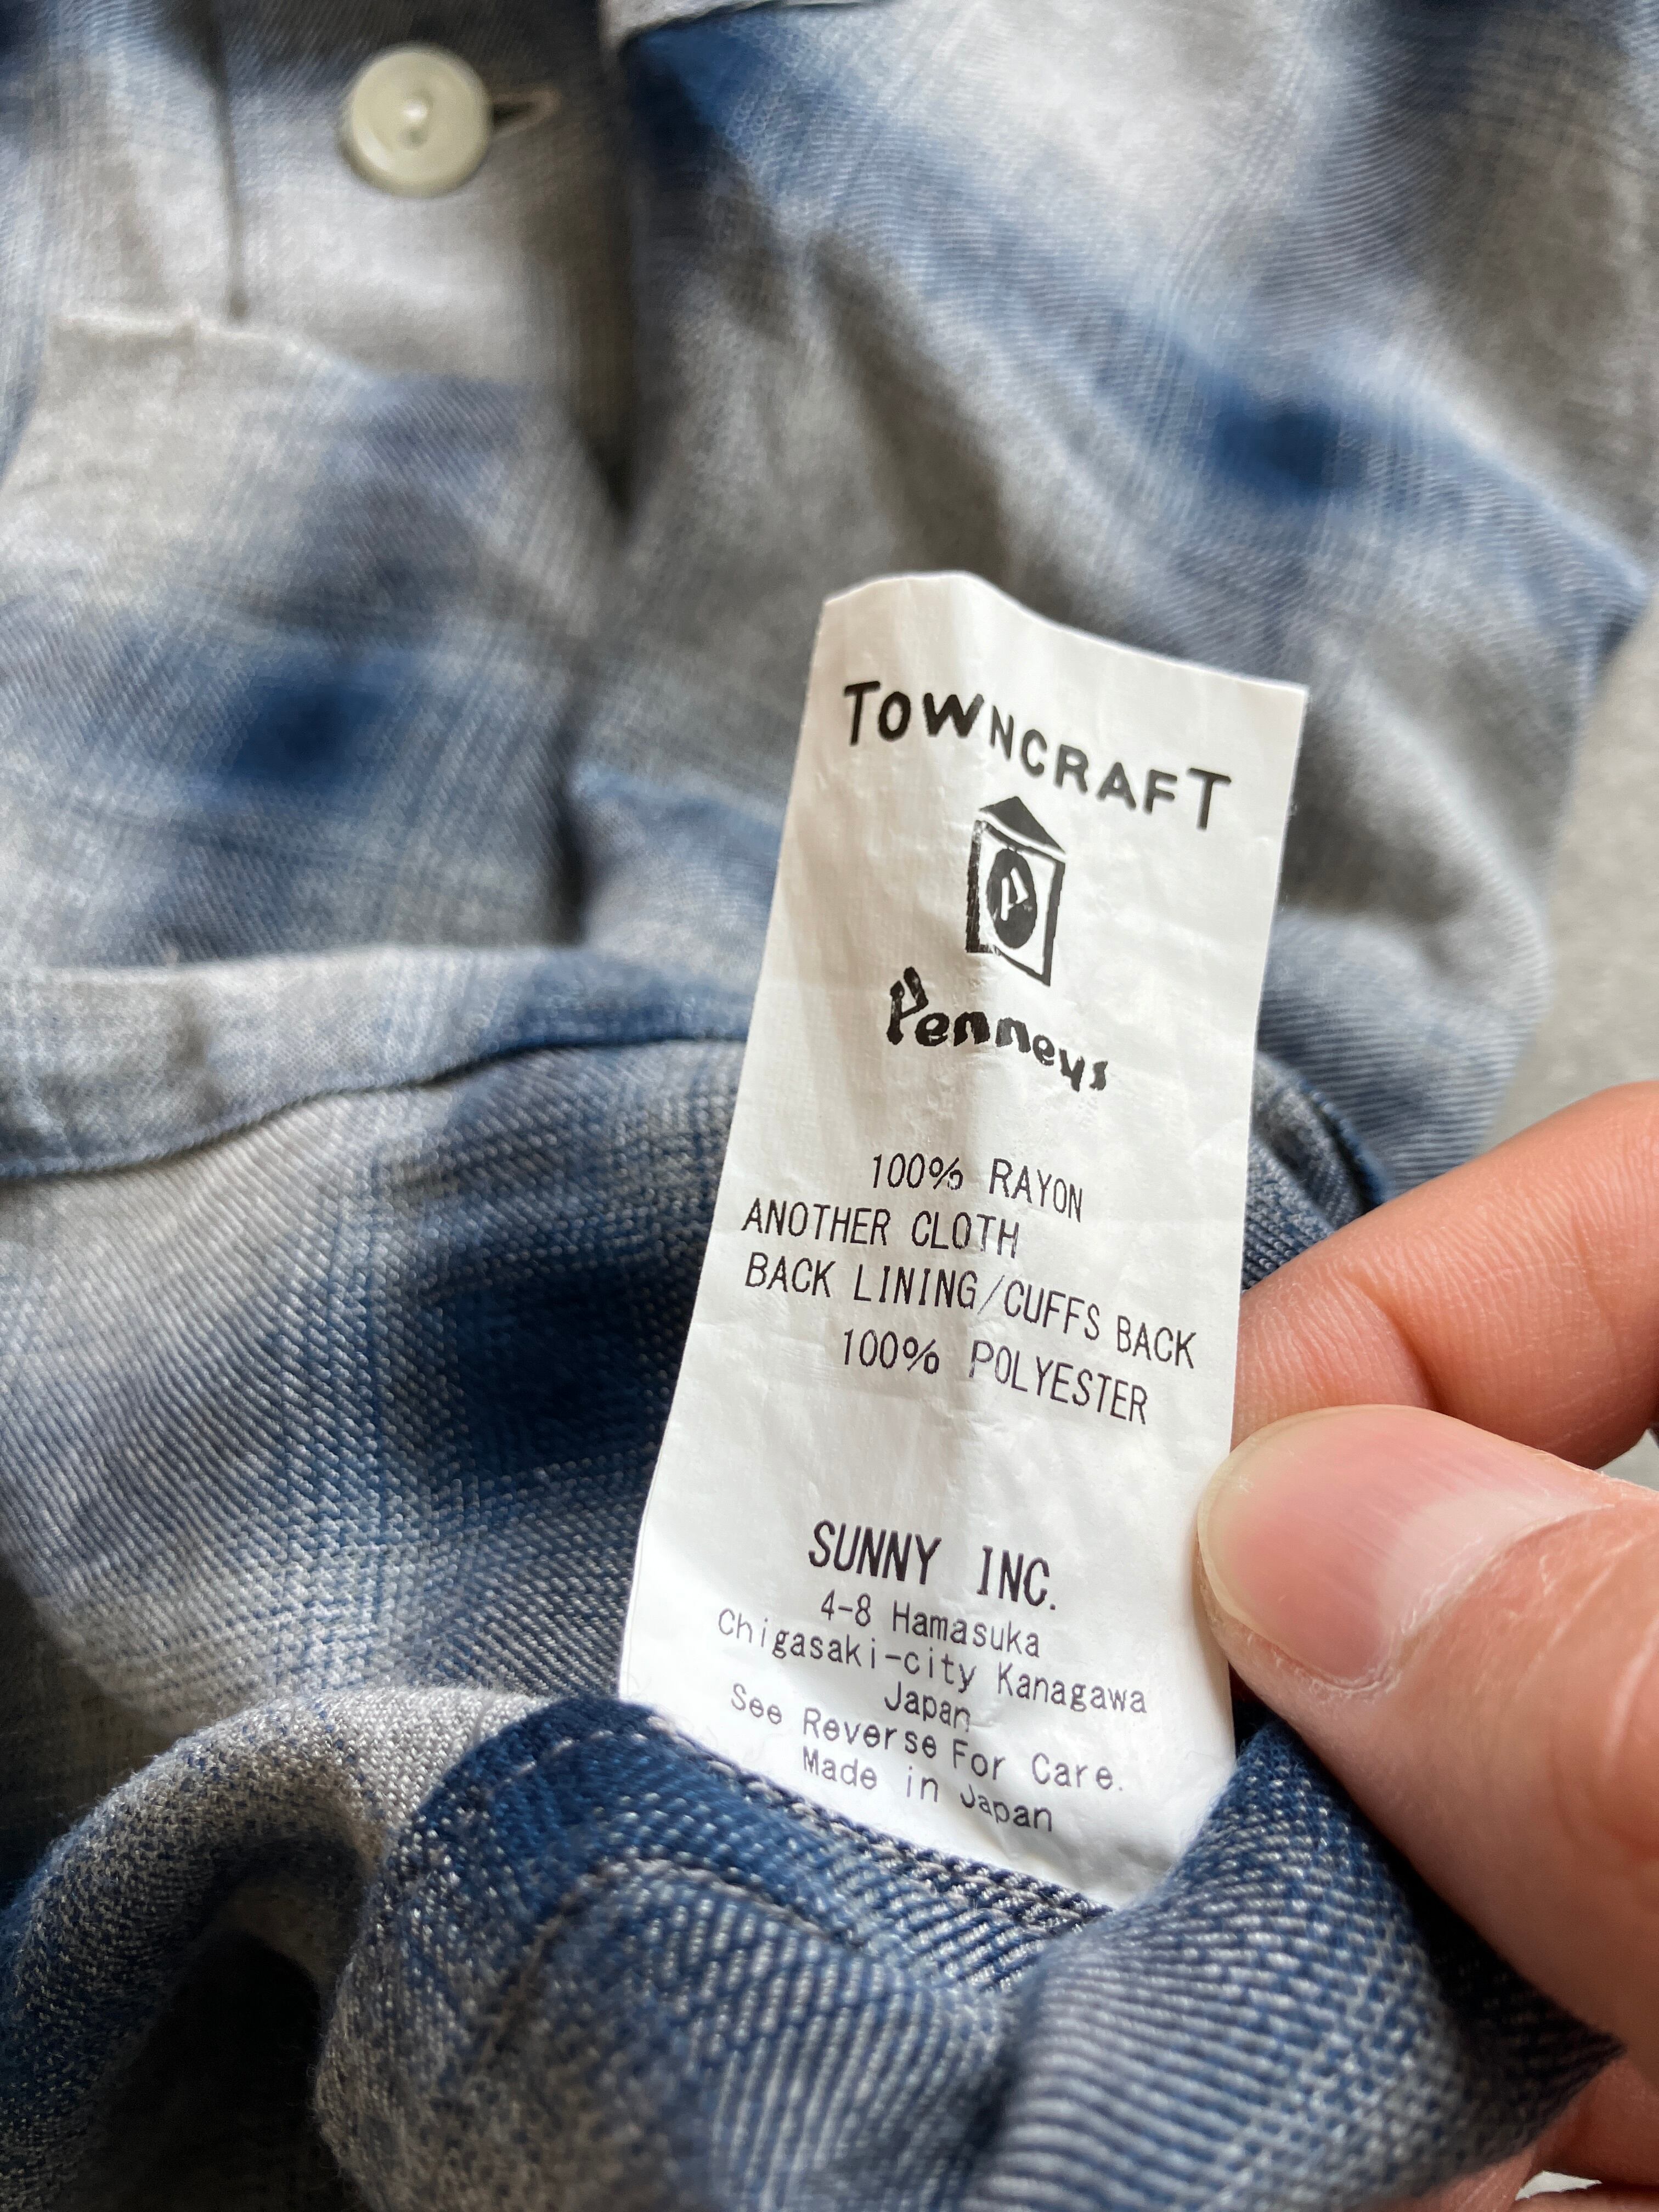 TOWNCRAFT
P
Penneys
100% RAYON
ANOTHER CLOTH
BACK LINING/CUFFS BACK
100% POLYESTER
SUNNY INC.
4-8 Hamasuka
Chigasaki-city Kanagawa
Japan
See Reverse For Care.
Made in Japan